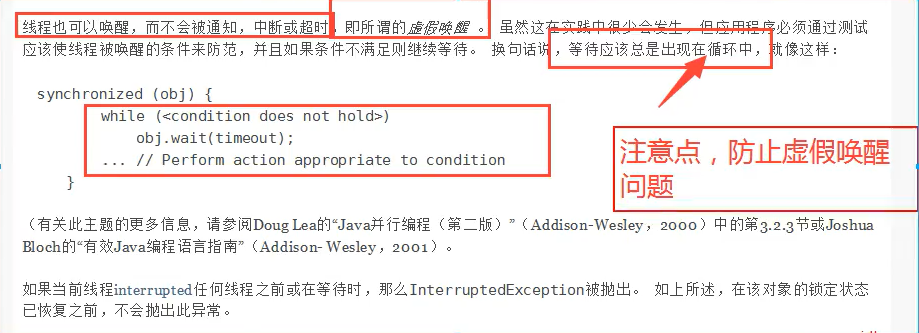 线程也可以唤醒，而不会被通知，中断或超时，即所谓的虚假唤醒 。 虽然这在实践中很少会发生，但应用程序必须通过测试
应该使线程被唤醒的条件来防范，并且如果条件不满足则继续等待。 换句话说，等待应该总是出现在循环中，就像这样：
synchronized (obj) {
while (<condition does not hold>)
obj.wait(timeout);
... // Perform action appropriate to condition
}
注意点，防止虚假唤醒
问题
（有关此主题的更多信息，请参阅Doug Lea的“Java并行编程（第二版）”（Addison-Wesley，2000）中的第3.2.3节或Joshua
Bloch的“有效Java编程语言指南”（Addison- Wesley，2001）。
如果当前线程interrupted任何线程之前或在等待时，那么InterruptedException被抛出。 如上所述，在该对象的锁定状态
已恢复之前，不会抛出此异常。